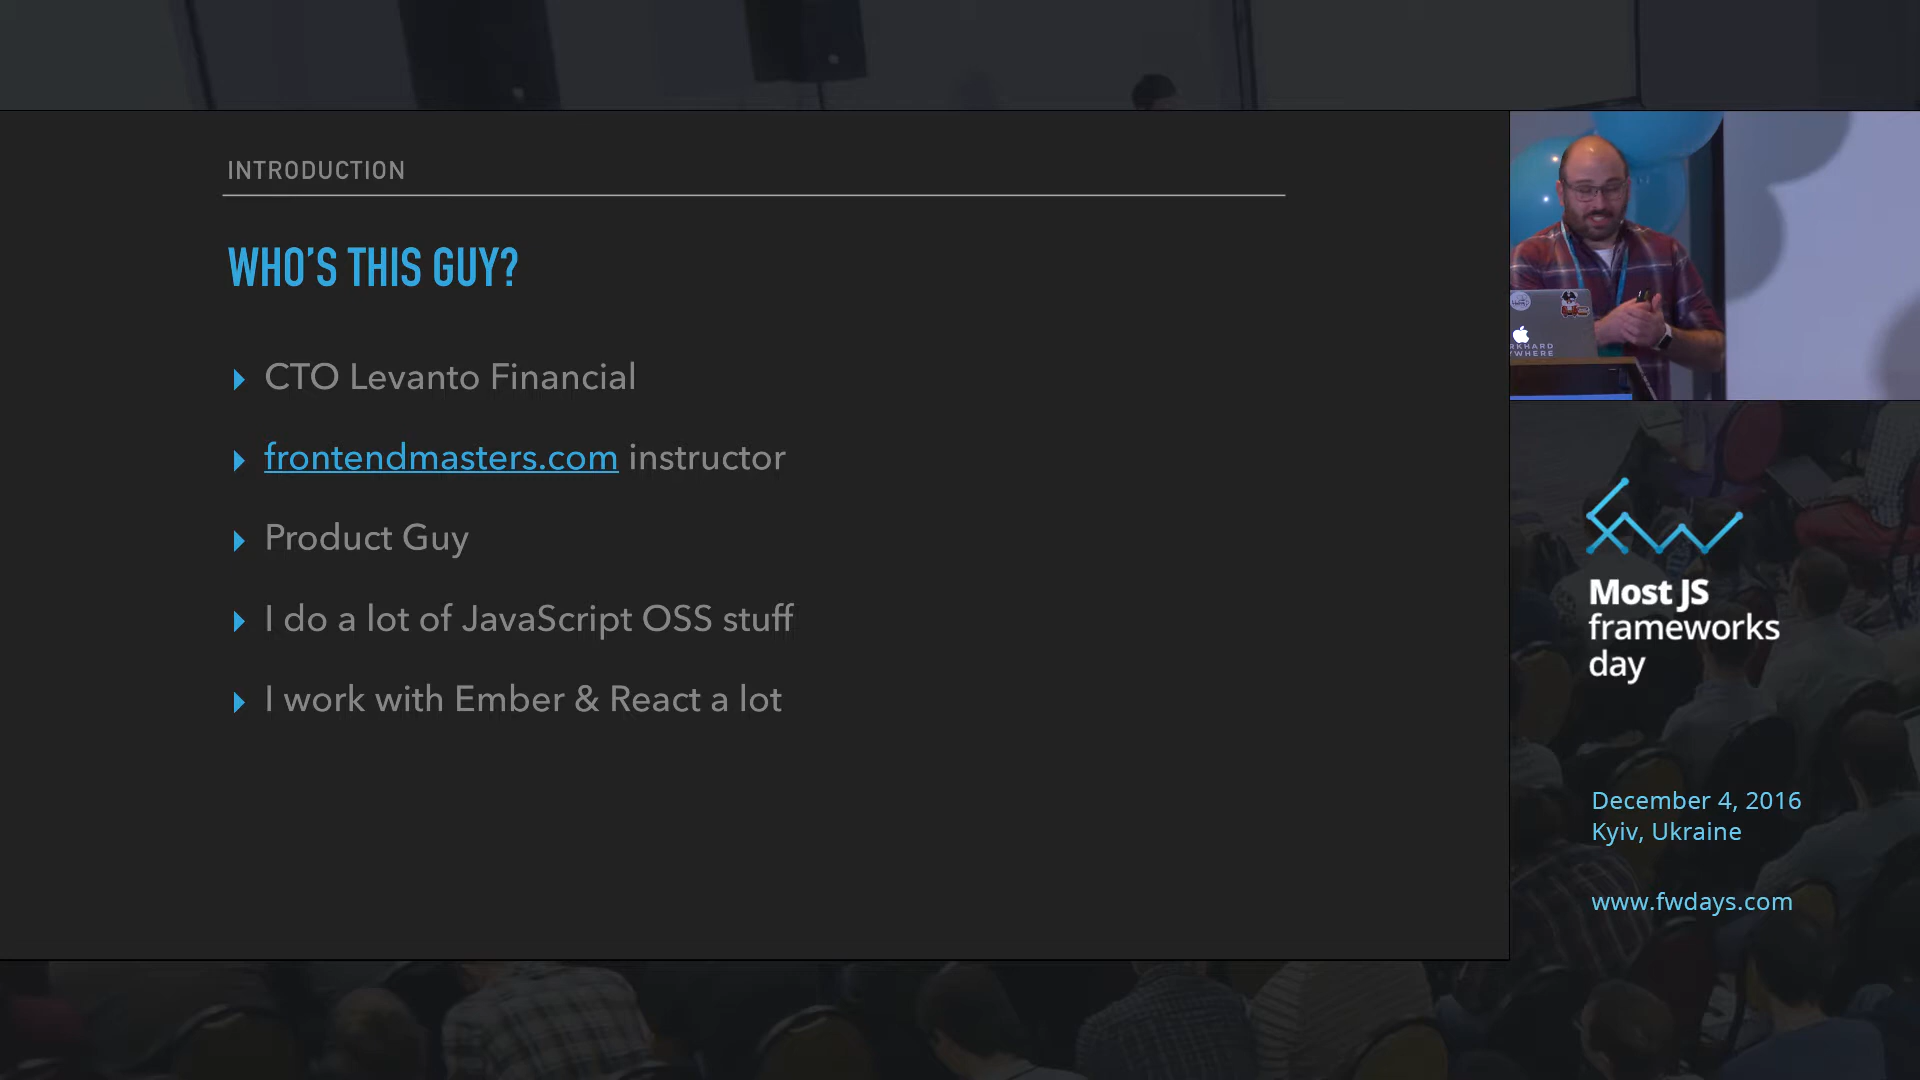 INTRODUCTION
WHO'S THIS GUY?
CTO Levanto Financial
frontendmasters.com instructor
Product Guy
I do a lot of JavaScript OSS stuff
I work with Ember & React a lot
Most JS
frameworks
day
December 4, 2016
Kyiv, Ukraine
www.fwdays.com